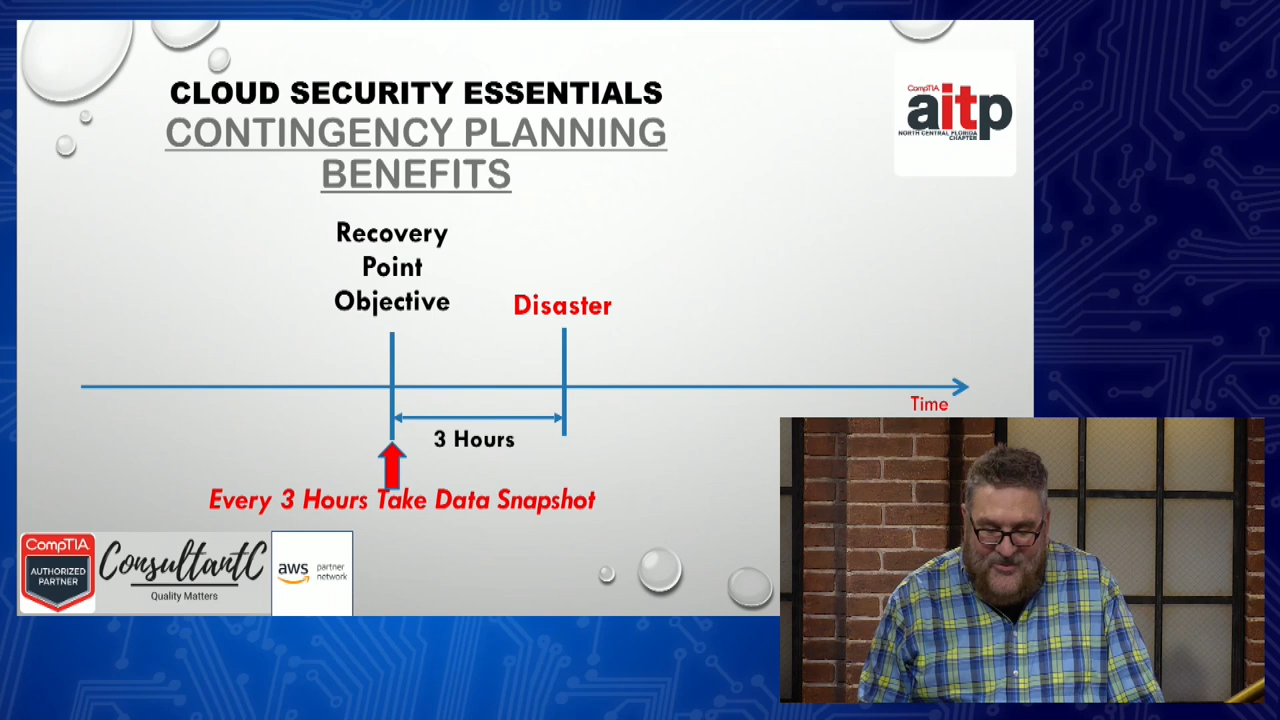 CLOUD SECURITY ESSENTIALS
CONTINGENCY PLANNING
BENEFITS
CompTIA
aitp
NORTH CENTRAL FLORIDA
CHAPTER
Recovery
Point
Objective
Disaster
Time
3 Hours
Every 3 Hours Take Data Snapshot
CompTIA
AUTHORIZED
PARTNER
ConsultantC
Quality Matters
aws partner
network